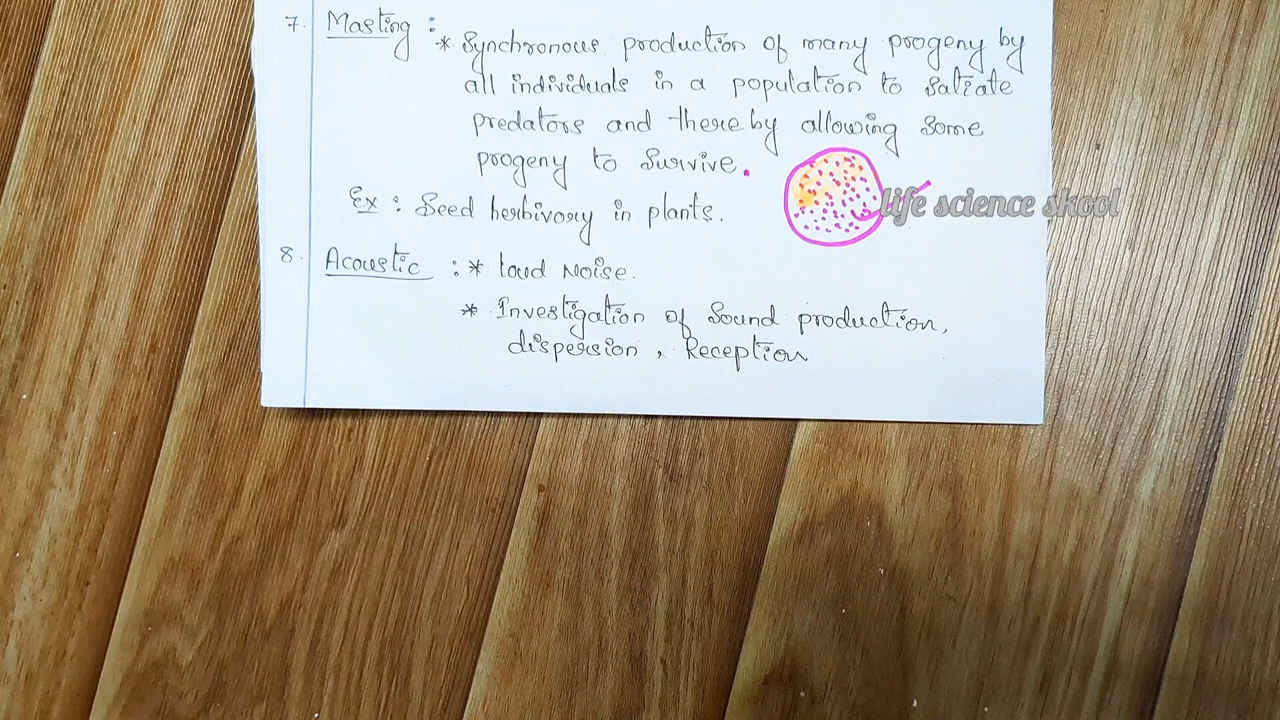 7. Masting : * Synchronous production of many progeny by
all individuals in a population to Satiate
predators and thereby allowing Some
progeny to Survive.
Ex : Seed herbivory in plants.
life science skool
8. Acoustic : * loud Noise.
* Investigation of Sound production,
dispersion, Reception